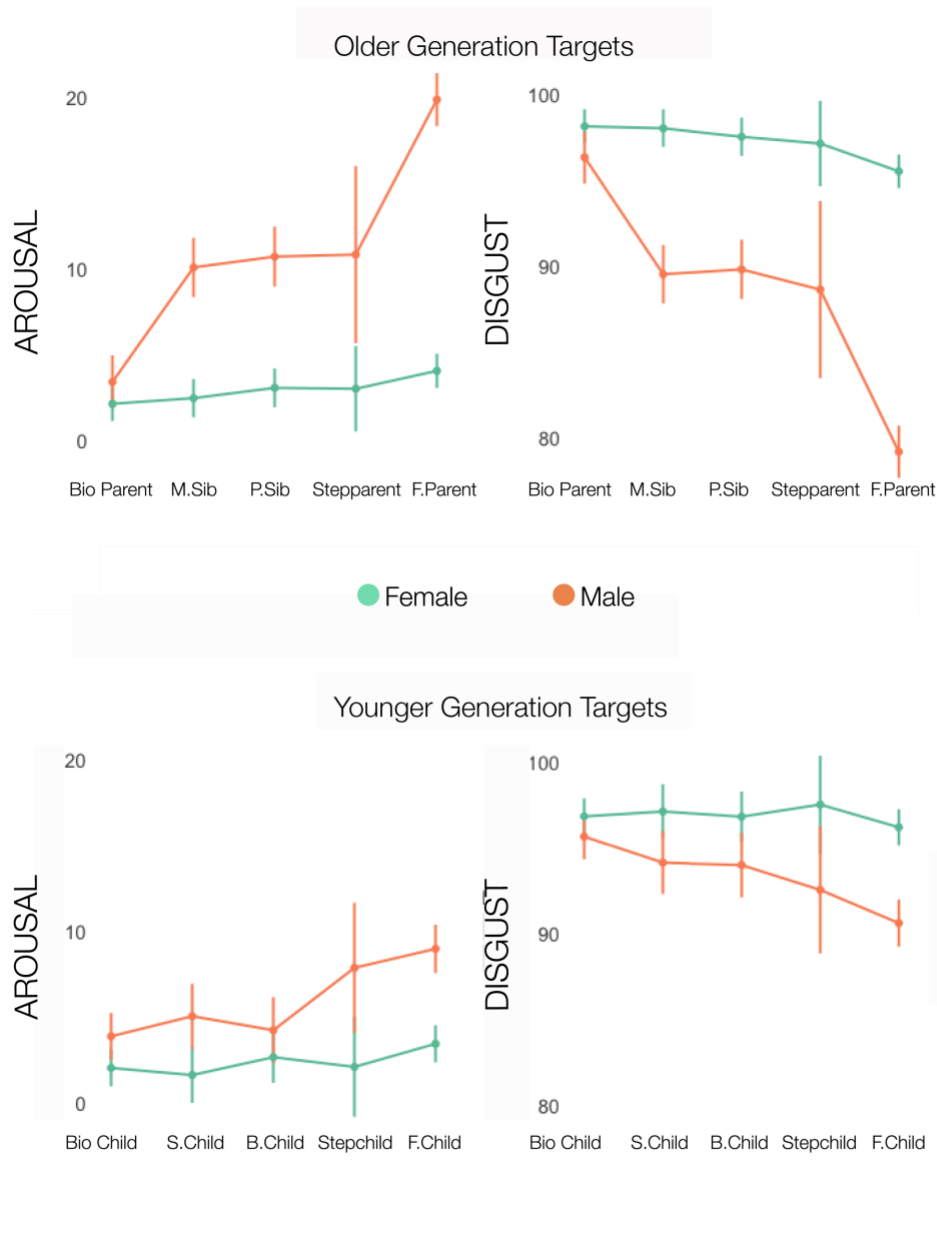 Older Generation Targets
AROUSAL
20
10
0
Bio Parent M.Sib P.Sib Stepparent F.Parent
DISGUST
100
90
80
Bio Parent M.Sib P.Sib Stepparent F.Parent
Female Male
Younger Generation Targets
AROUSAL
20
10
0
Bio Child S.Child B.Child Stepchild F.Child
DISGUST
100
90
80
Bio Child S.Child B.Child Stepchild F.Child